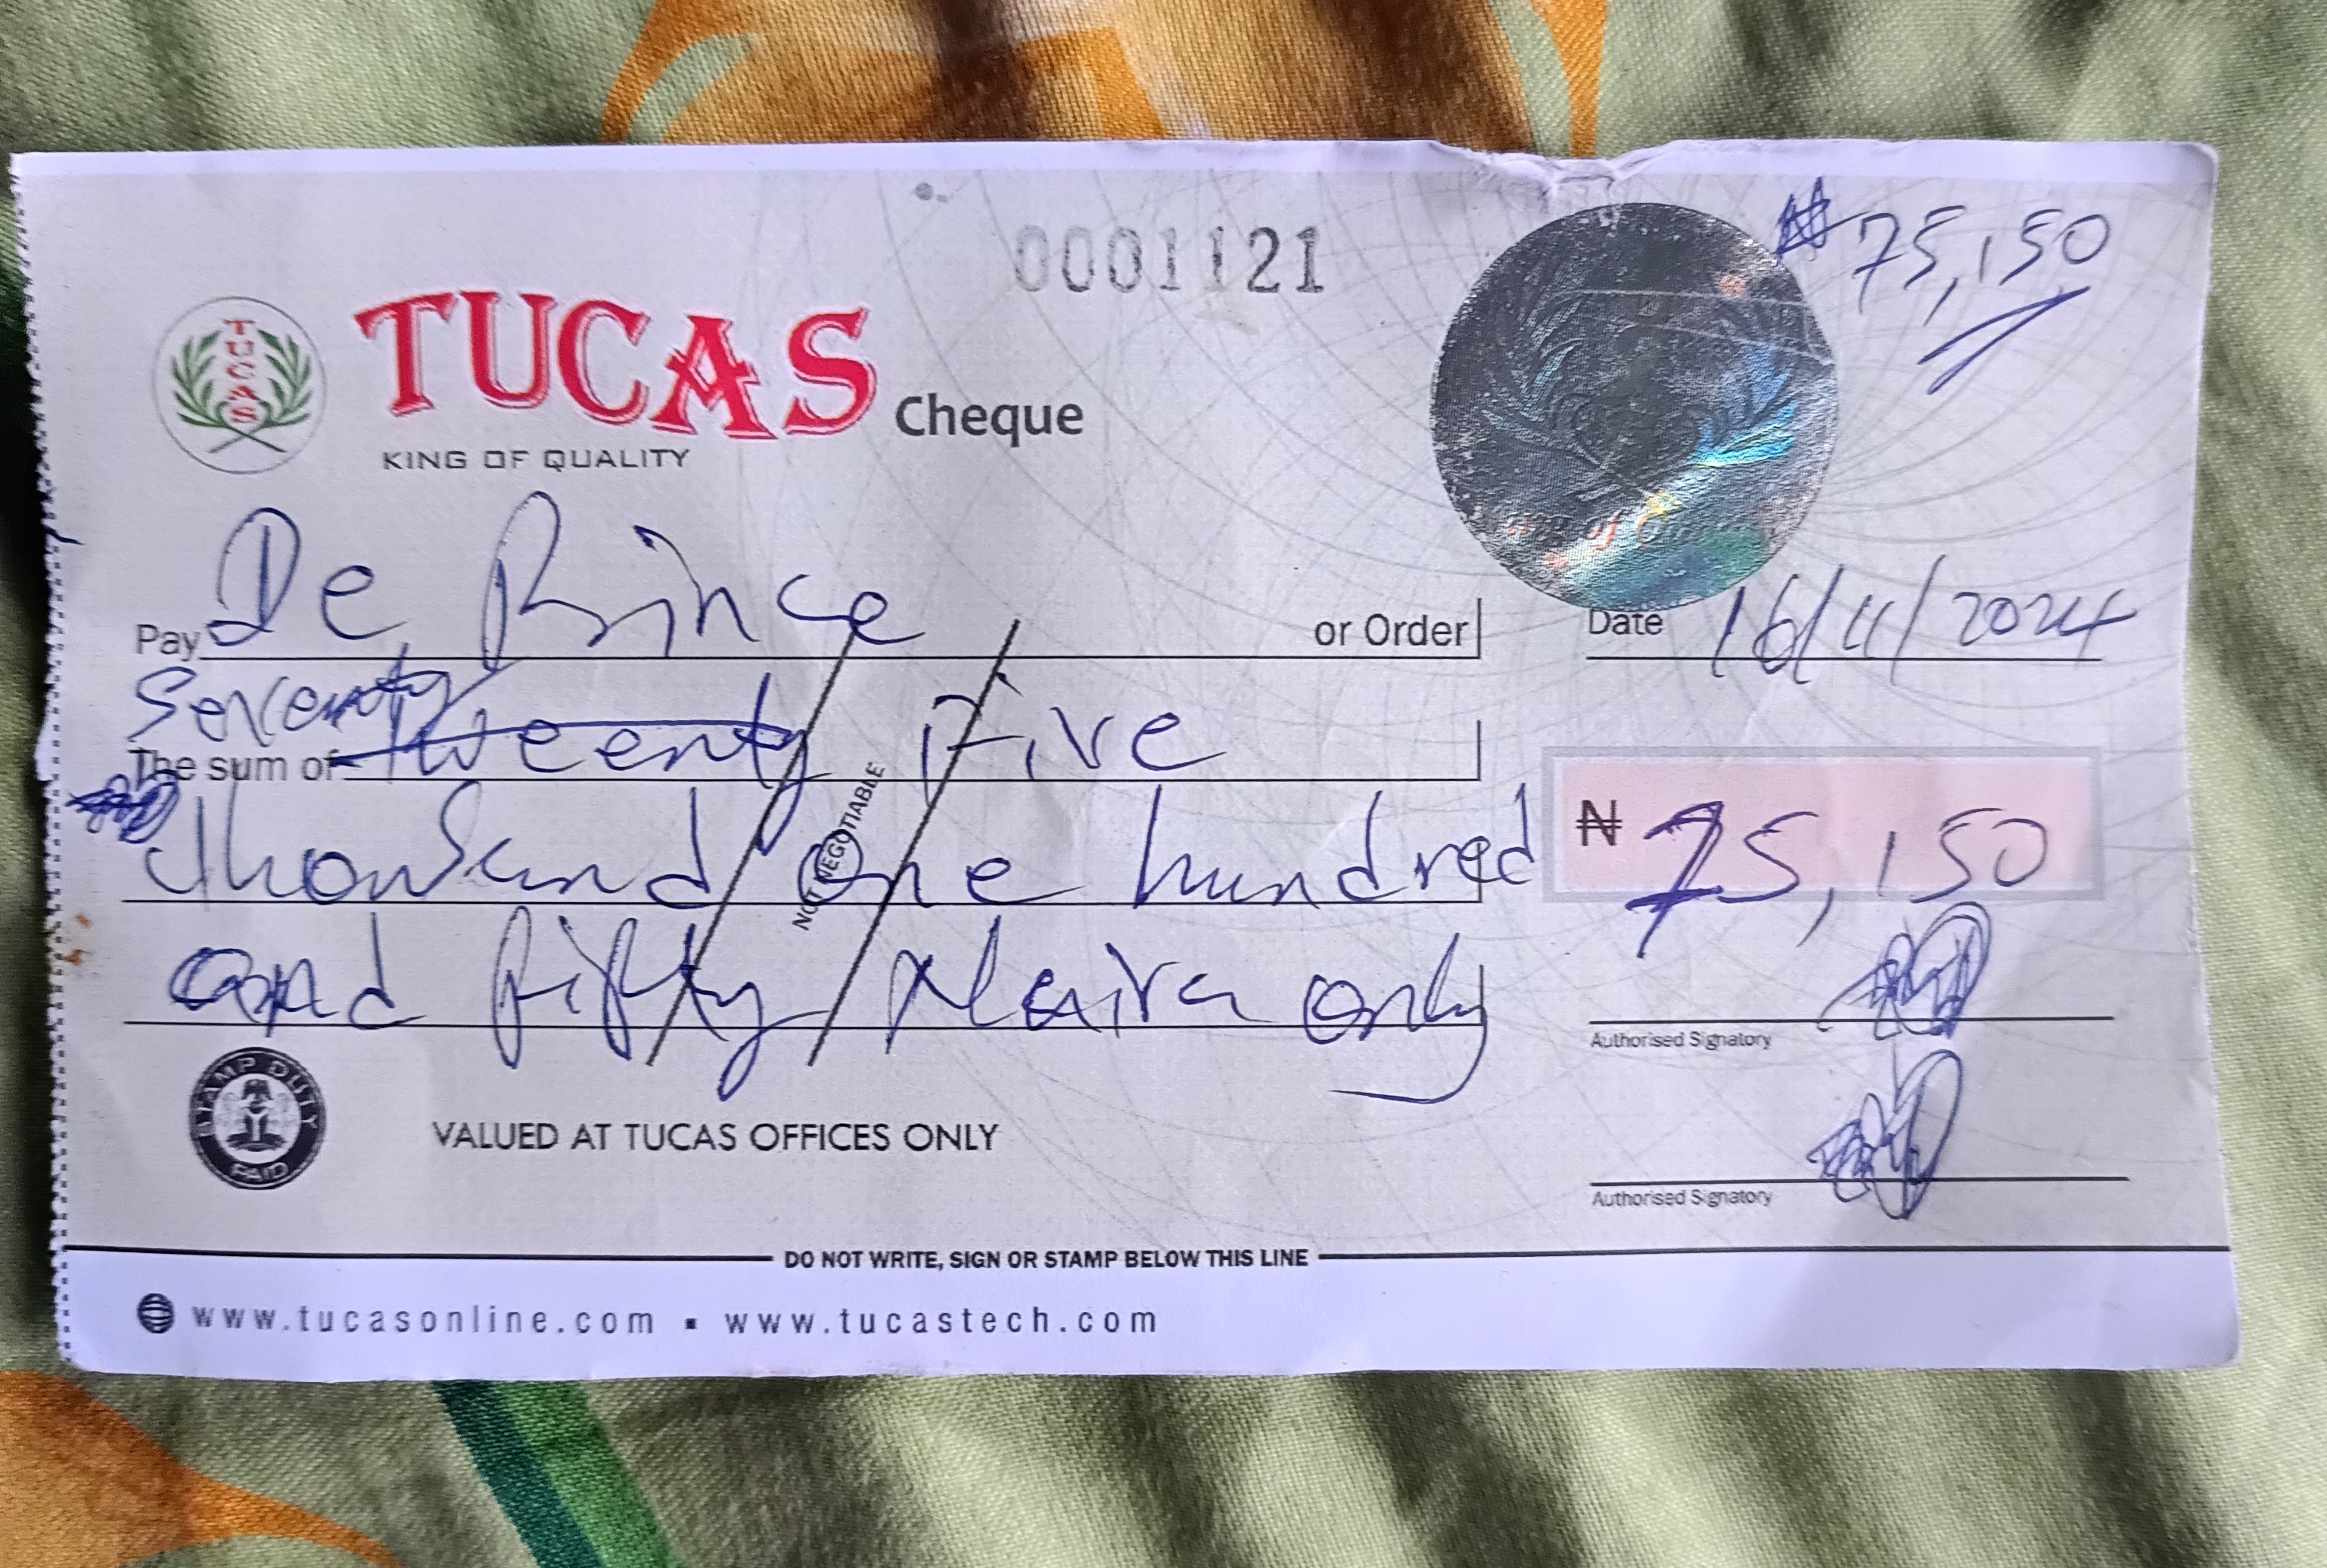 0001121
₦75,150
TUCAS
TUCAS Cheque
KING OF QUALITY
Pay De Prince or Order
Date 16/11/2024
Seventy
The sum of Tweenty Five
Thousand One hundred
₦ 75,150
NOT NEGOTIABLE
and fifty Naira only
Authorised Signatory
STAMP DUTY PAID
VALUED AT TUCAS OFFICES ONLY
Authorised Signatory
DO NOT WRITE, SIGN OR STAMP BELOW THIS LINE
www.tucasonline.com ▪ www.tucastech.com